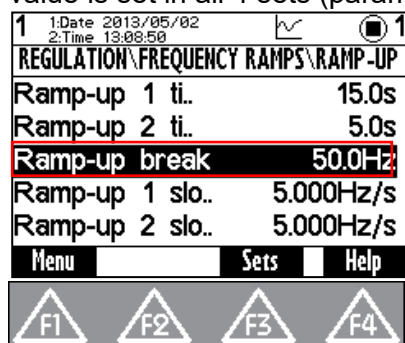 value is set in all 4 sets (param
1 1:Date 2013/05/02 1
2:Time 13:08:50
REGULATION\FREQUENCY RAMPS\RAMP-UP
Ramp-up 1 ti.. 15.0s
Ramp-up 2 ti.. 5.0s
Ramp-up break 50.0Hz
Ramp-up 1 slo.. 5.000Hz/s
Ramp-up 2 slo.. 5.000Hz/s
Menu Sets Help
F1 F2 F3 F4